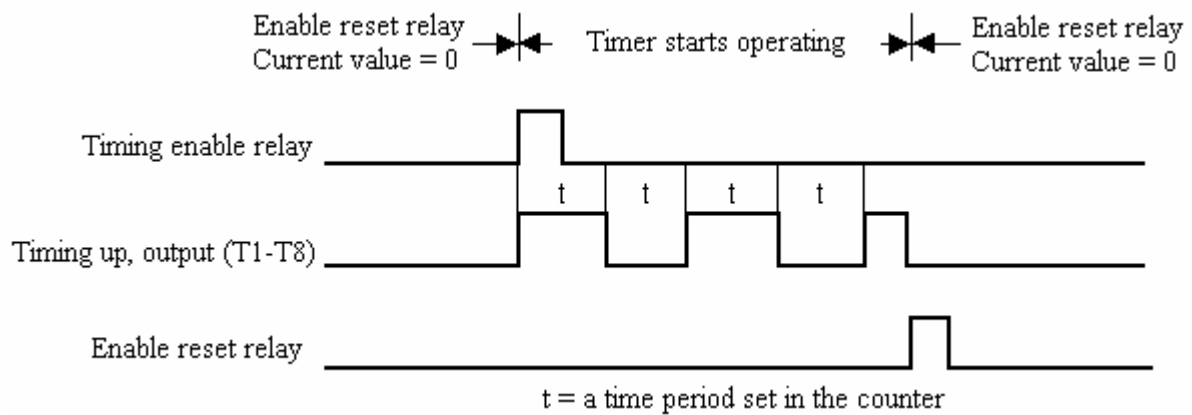 Enable reset relay
Current value = 0
Timer starts operating
Enable reset relay
Current value = 0
Timing enable relay
t
t
t
t
Timing up, output (T1-T8)
Enable reset relay
t = a time period set in the counter